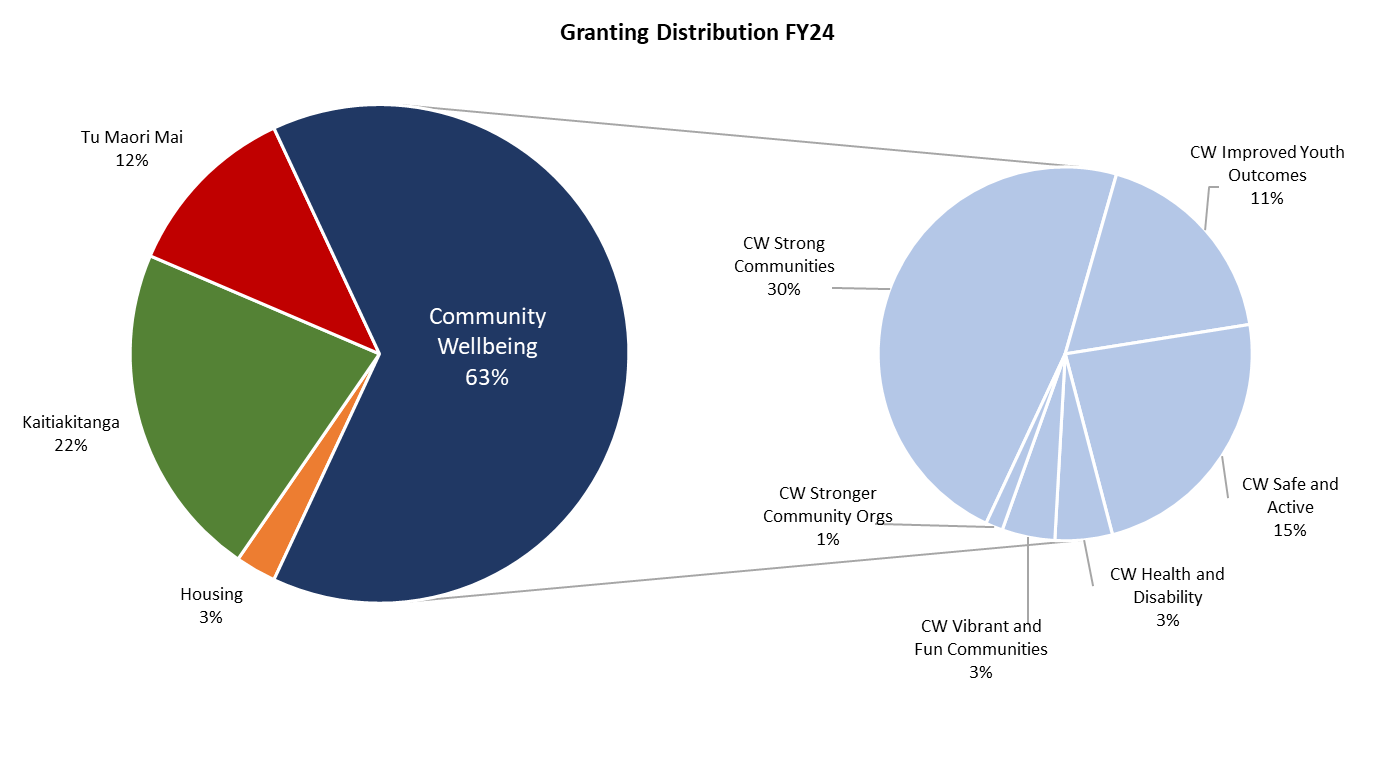 Granting Distribution FY24
Tu Maori Mai
12%
Kaitiakitanga
22%
Housing
3%
Community
Wellbeing
63%
CW Strong
Communities
30%
CW Improved Youth
Outcomes
11%
CW Safe and
Active
15%
CW Health and
Disability
3%
CW Vibrant and
Fun Communities
3%
CW Stronger
Community Orgs
1%